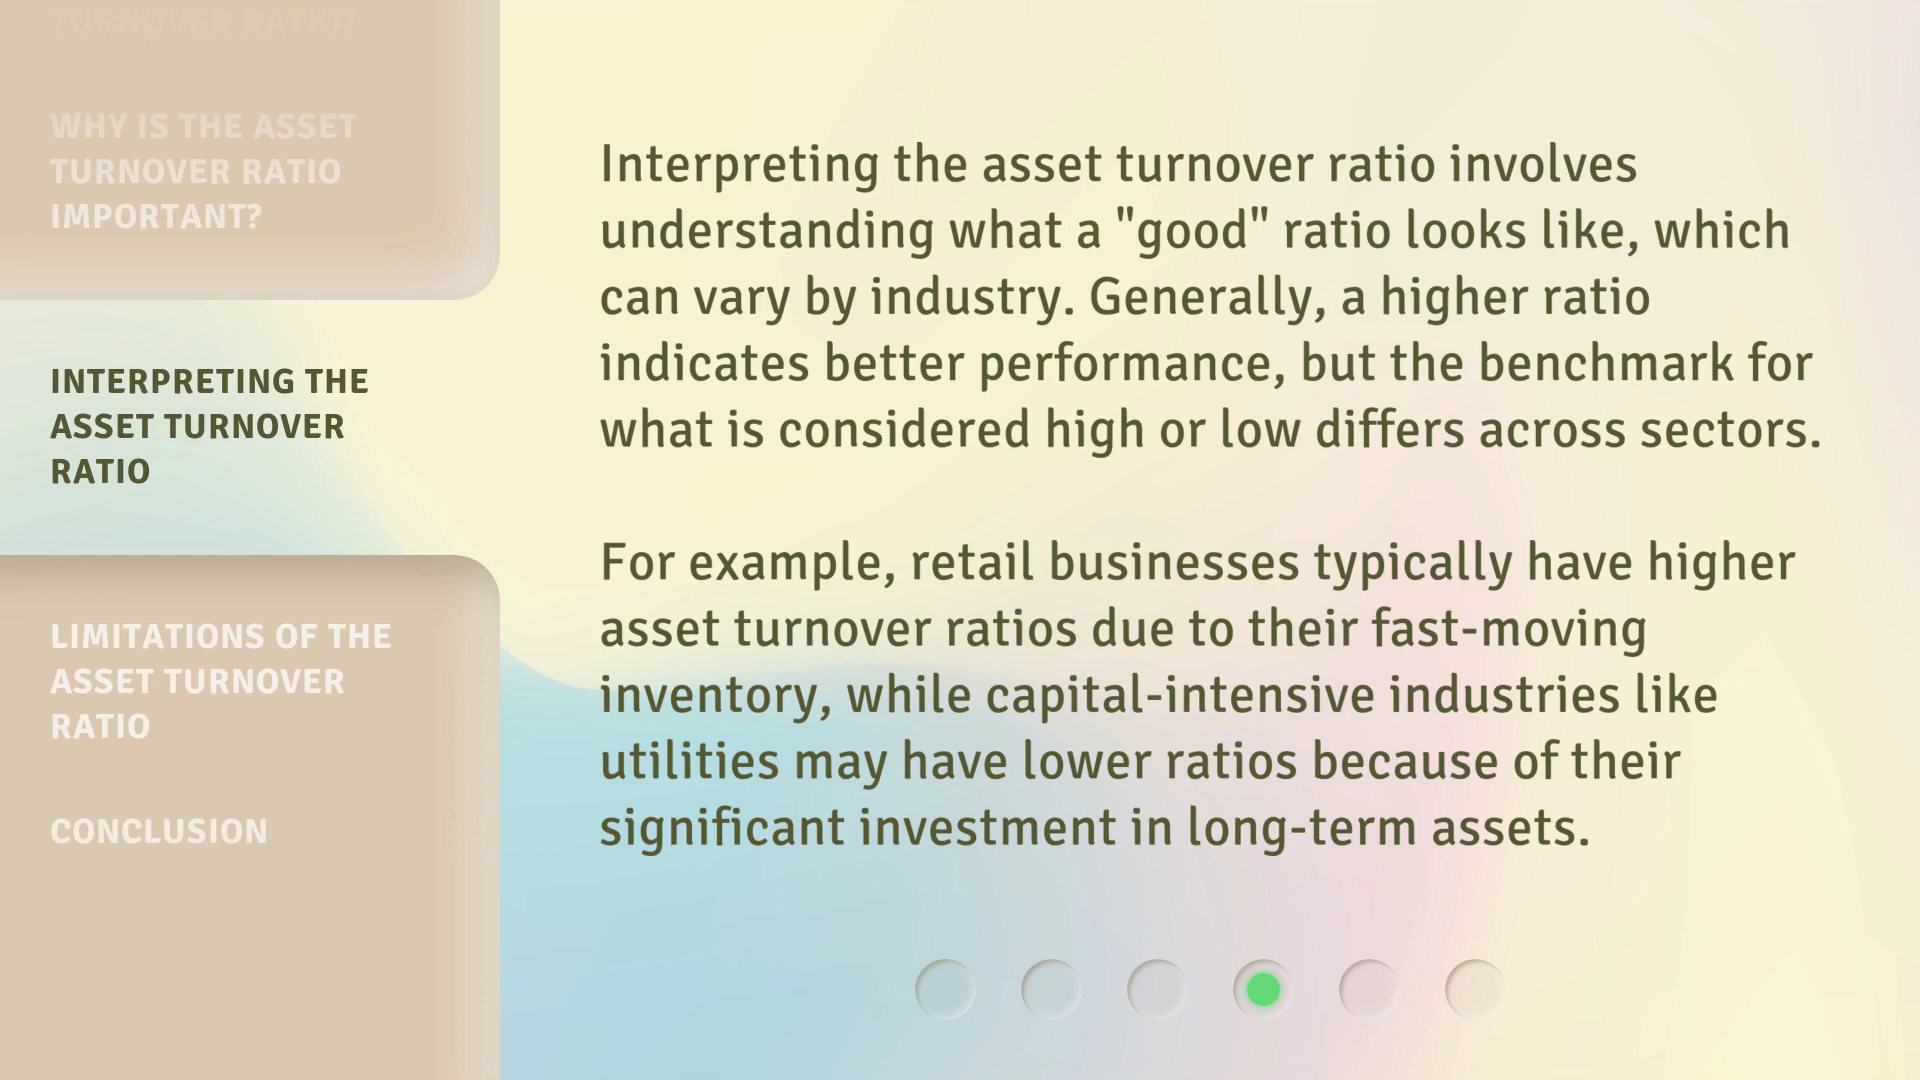 TURNOVER RATIO?
WHY IS THE ASSET
TURNOVER RATIO
IMPORTANT?
INTERPRETING THE
ASSET TURNOVER
RATIO
LIMITATIONS OF THE
ASSET TURNOVER
RATIO
CONCLUSION
Interpreting the asset turnover ratio involves
understanding what a "good" ratio looks like, which
can vary by industry. Generally, a higher ratio
indicates better performance, but the benchmark for
what is considered high or low differs across sectors.
For example, retail businesses typically have higher
asset turnover ratios due to their fast-moving
inventory, while capital-intensive industries like
utilities may have lower ratios because of their
significant investment in long-term assets.